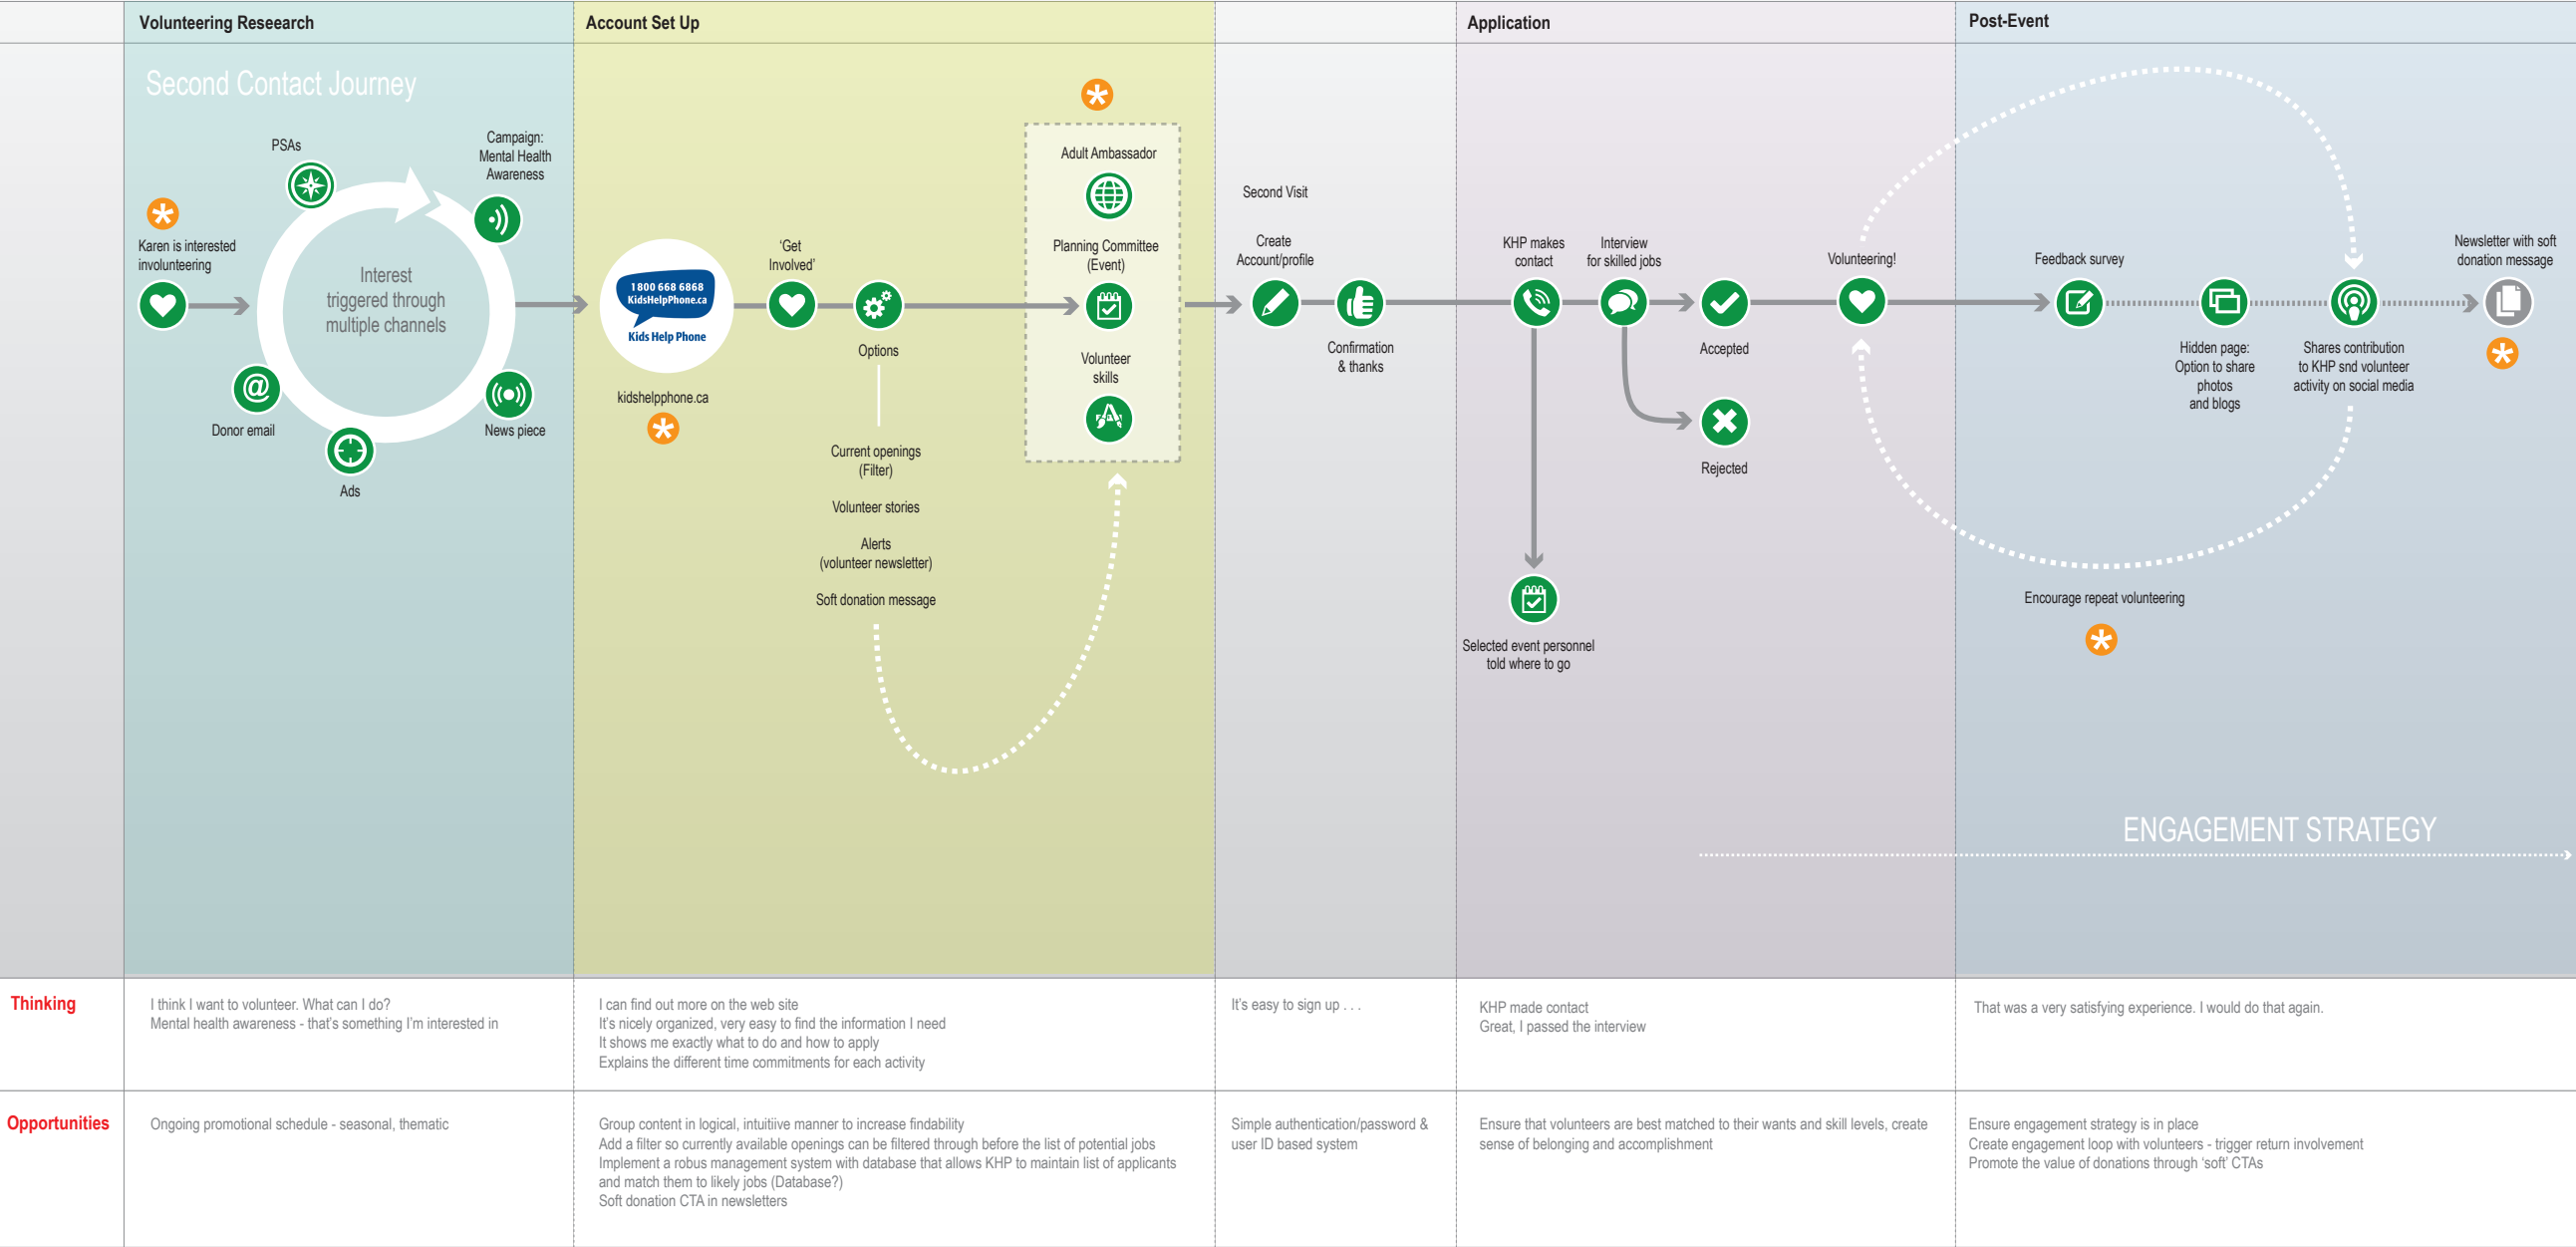 Volunteering Reseearch
Account Set Up
Application
Post-Event
Second Contact Journey
PSAs
Campaign:
Mental Health
Awareness
Karen is interested
involunteering
Interest
triggered through
multiple channels
Donor email
Ads
News piece
1800 668 6868
KidsHelpPhone.ca
Kids Help Phone
kidshelpphone.ca
‘Get
Involved’
Options
Current openings
(Filter)
Volunteer stories
Alerts
(volunteer newsletter)
Soft donation message
Adult Ambassador
Planning Committee
(Event)
Volunteer
skills
Second Visit
Create
Account/profile
Confirmation
& thanks
KHP makes
contact
Interview
for skilled jobs
Accepted
Rejected
Selected event personnel
told where to go
Volunteering!
Feedback survey
Hidden page:
Option to share
photos
and blogs
Shares contribution
to KHP snd volunteer
activity on social media
Newsletter with soft
donation message
Encourage repeat volunteering
ENGAGEMENT STRATEGY
Thinking
I think I want to volunteer. What can I do?
Mental health awareness - that’s something I’m interested in
I can find out more on the web site
It’s nicely organized, very easy to find the information I need
It shows me exactly what to do and how to apply
Explains the different time commitments for each activity
It’s easy to sign up . . .
KHP made contact
Great, I passed the interview
That was a very satisfying experience. I would do that again.
Opportunities
Ongoing promotional schedule - seasonal, thematic
Group content in logical, intuitiive manner to increase findability
Add a filter so currently available openings can be filtered through before the list of potential jobs
Implement a robus management system with database that allows KHP to maintain list of applicants
and match them to likely jobs (Database?)
Soft donation CTA in newsletters
Simple authentication/password &
user ID based system
Ensure that volunteers are best matched to their wants and skill levels, create
sense of belonging and accomplishment
Ensure engagement strategy is in place
Create engagement loop with volunteers - trigger return involvement
Promote the value of donations through ‘soft’ CTAs